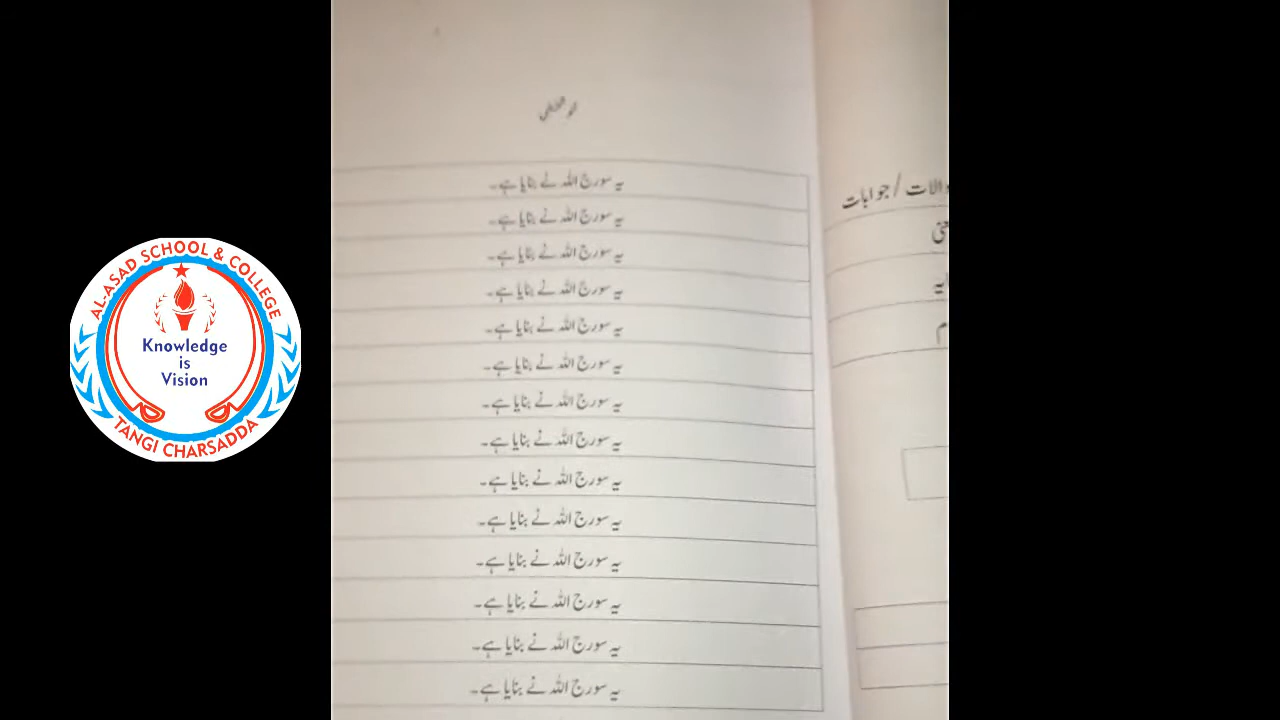 AL-ASAD SCHOOL & COLLEGE
Knowledge
is
Vision
TANGI CHARSADDA
یہ سورج اللہ نے بنایا ہے۔
یہ سورج اللہ نے بنایا ہے۔
یہ سورج اللہ نے بنایا ہے۔
یہ سورج اللہ نے بنایا ہے۔
یہ سورج اللہ نے بنایا ہے۔
یہ سورج اللہ نے بنایا ہے۔
یہ سورج اللہ نے بنایا ہے۔
یہ سورج اللہ نے بنایا ہے۔
یہ سورج اللہ نے بنایا ہے۔
یہ سورج اللہ نے بنایا ہے۔
یہ سورج اللہ نے بنایا ہے۔
یہ سورج اللہ نے بنایا ہے۔
یہ سورج اللہ نے بنایا ہے۔
یہ سورج اللہ نے بنایا ہے۔
/ جوابات